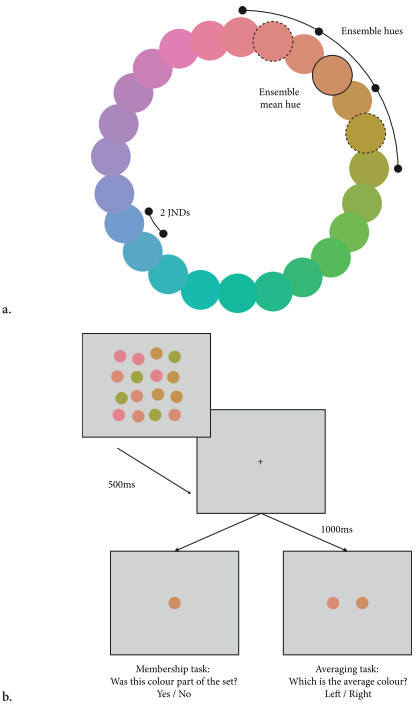 Ensemble hues
Ensemble
mean hue
2 JNDs
a.
+
500ms
1000ms
Membership task:
Was this colour part of the set?
Yes / No
Averaging task:
Which is the average colour?
Left / Right
b.